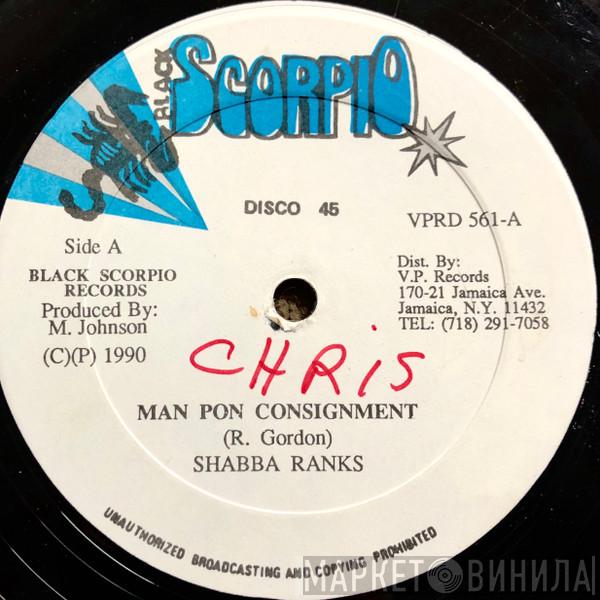 BLACK
SCORPIO
DISCO 45
VPRD 561-A
Side A
BLACK SCORPIO
RECORDS
Produced By:
M. Johnson
(C)(P) 1990
Dist. By:
V.P. Records
170-21 Jamaica Ave.
Jamaica, N.Y. 11432
TEL: (718) 291-7058
CHRIS
MAN PON CONSIGNMENT
(R. Gordon)
SHABBA RANKS
UNAUTHORIZED BROADCASTING AND COPYING PROHIBITED
МАРКЕТ ВИНИЛА